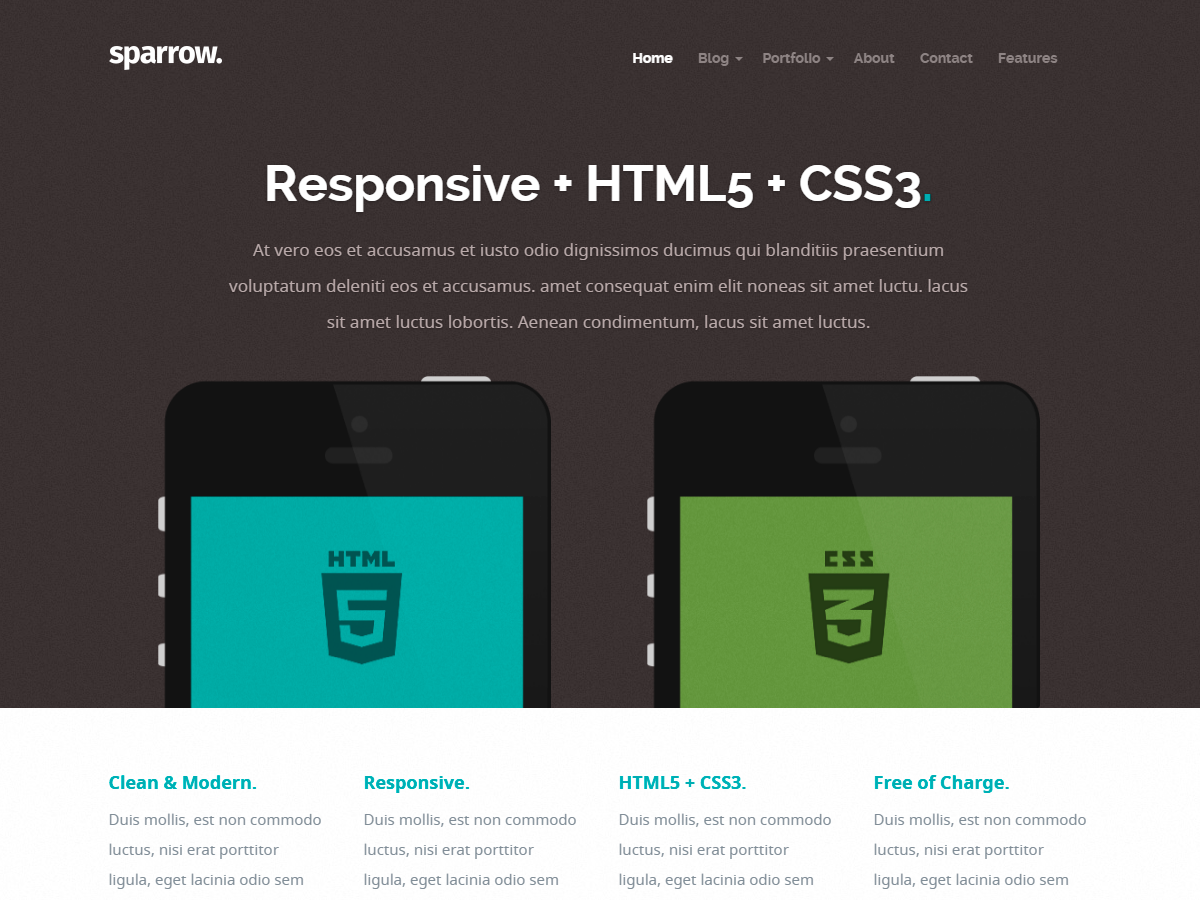 sparrow.
Home Blog Portfolio About Contact Features
Responsive + HTML5 + CSS3.
At vero eos et accusamus et iusto odio dignissimos ducimus qui blanditiis praesentium
voluptatum deleniti eos et accusamus. amet consequat enim elit noneas sit amet luctu. lacus
sit amet luctus lobortis. Aenean condimentum, lacus sit amet luctus.
HTML
5
CSS
3
Clean & Modern.
Duis mollis, est non commodo
luctus, nisi erat porttitor
ligula, eget lacinia odio sem
Responsive.
Duis mollis, est non commodo
luctus, nisi erat porttitor
ligula, eget lacinia odio sem
HTML5 + CSS3.
Duis mollis, est non commodo
luctus, nisi erat porttitor
ligula, eget lacinia odio sem
Free of Charge.
Duis mollis, est non commodo
luctus, nisi erat porttitor
ligula, eget lacinia odio sem